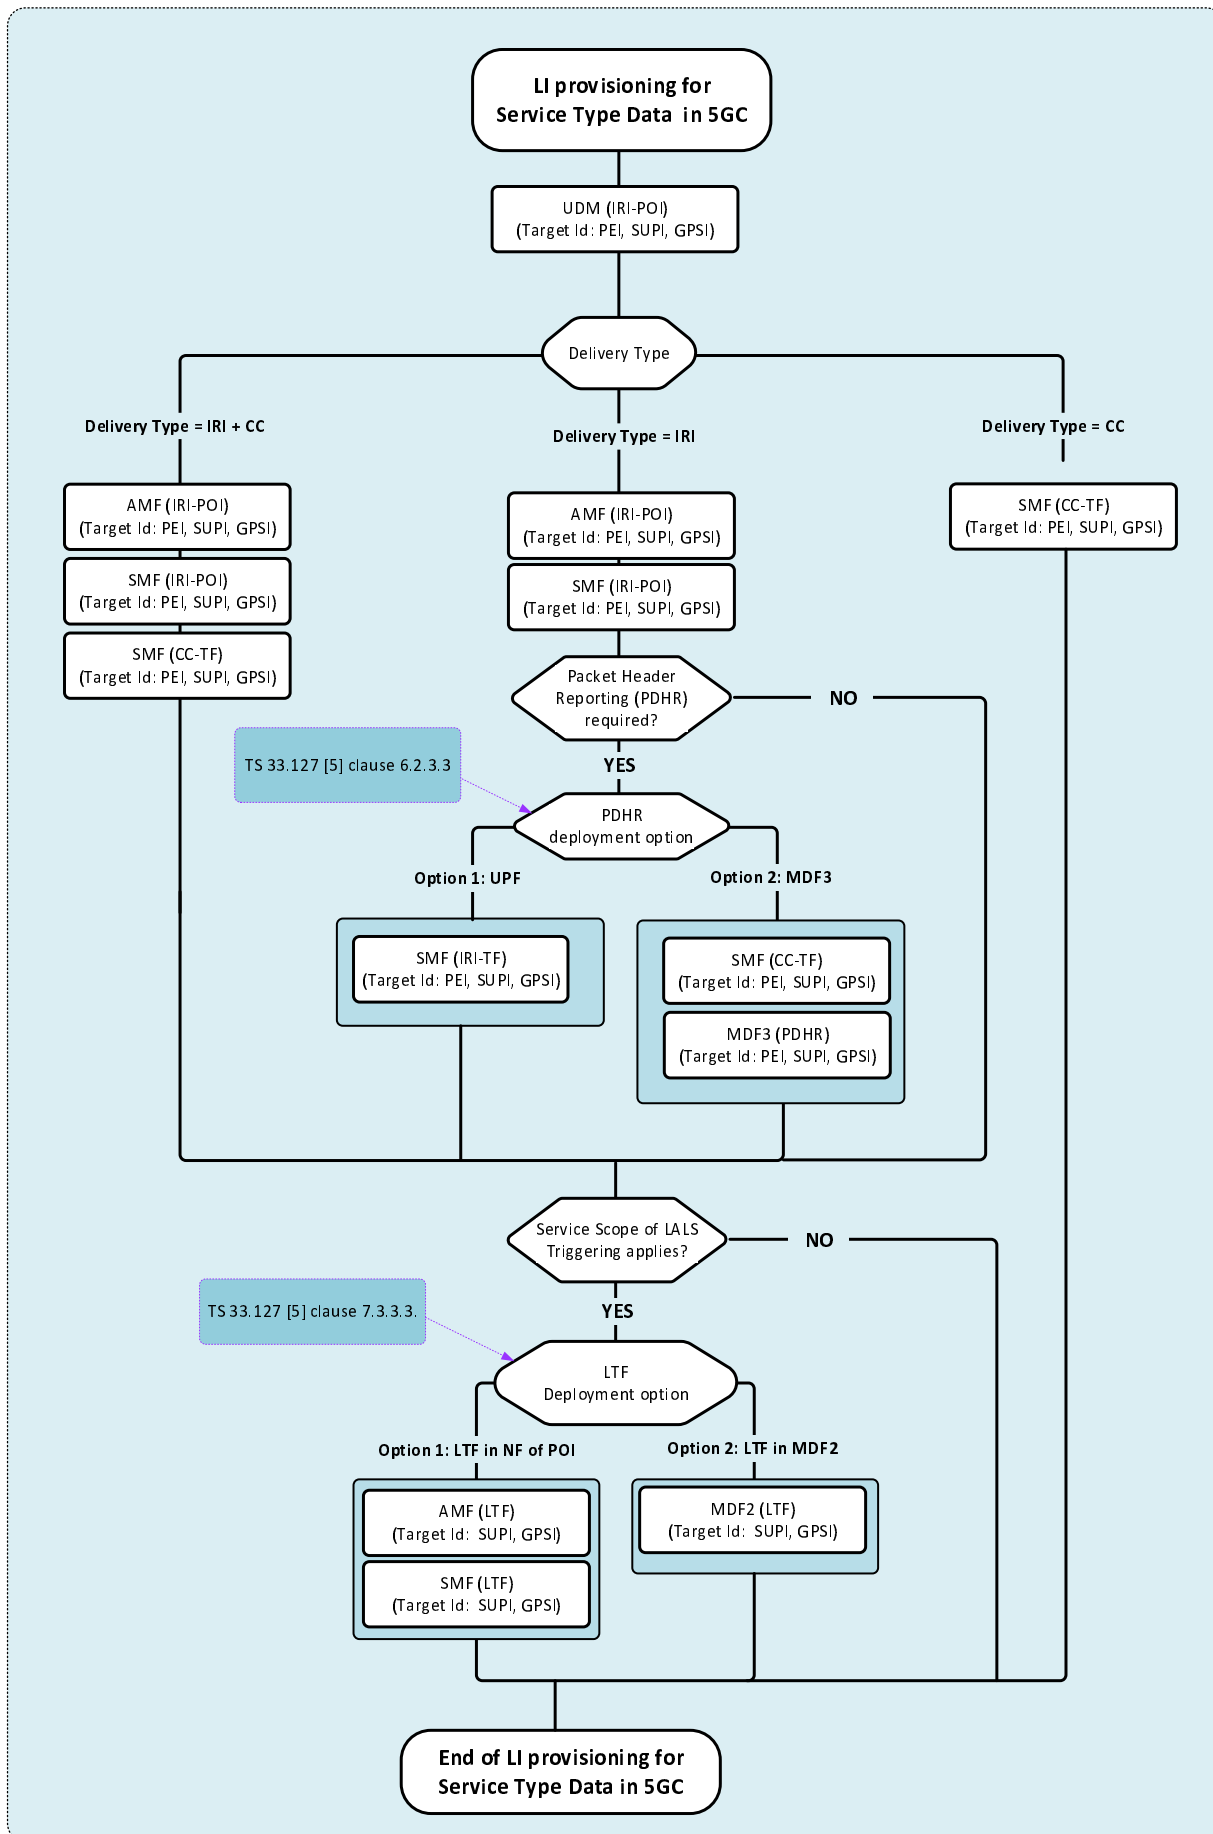 LI provisioning for
Service Type Data in 5GC
UDM (IRI-POI)
(Target Id: PEI, SUPI, GPSI)
Delivery Type
Delivery Type = IRI + CC
Delivery Type = IRI
Delivery Type = CC
AMF (IRI-POI)
(Target Id: PEI, SUPI, GPSI)
SMF (IRI-POI)
(Target Id: PEI, SUPI, GPSI)
SMF (CC-TF)
(Target Id: PEI, SUPI, GPSI)
AMF (IRI-POI)
(Target Id: PEI, SUPI, GPSI)
SMF (IRI-POI)
(Target Id: PEI, SUPI, GPSI)
SMF (CC-TF)
(Target Id: PEI, SUPI, GPSI)
Packet Header
Reporting (PDHR)
required?
NO
YES
TS 33.127 [5] clause 6.2.3.3
PDHR
deployment option
Option 1: UPF
Option 2: MDF3
SMF (IRI-TF)
(Target Id: PEI, SUPI, GPSI)
SMF (CC-TF)
(Target Id: PEI, SUPI, GPSI)
MDF3 (PDHR)
(Target Id: PEI, SUPI, GPSI)
Service Scope of LALS
Triggering applies?
NO
YES
TS 33.127 [5] clause 7.3.3.3.
LTF
Deployment option
Option 1: LTF in NF of POI
Option 2: LTF in MDF2
AMF (LTF)
(Target Id: SUPI, GPSI)
SMF (LTF)
(Target Id: SUPI, GPSI)
MDF2 (LTF)
(Target Id: SUPI, GPSI)
End of LI provisioning for
Service Type Data in 5GC